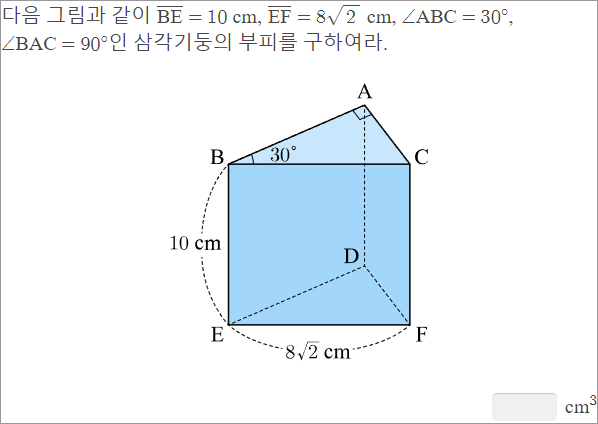 다음 그림과 같이 BE = 10 cm, EF = 8√2 cm, ∠ABC = 30°,
∠BAC = 90°인 삼각기둥의 부피를 구하여라.
A
B
30°
C
10 cm
D
E
F
8√2 cm
cm³